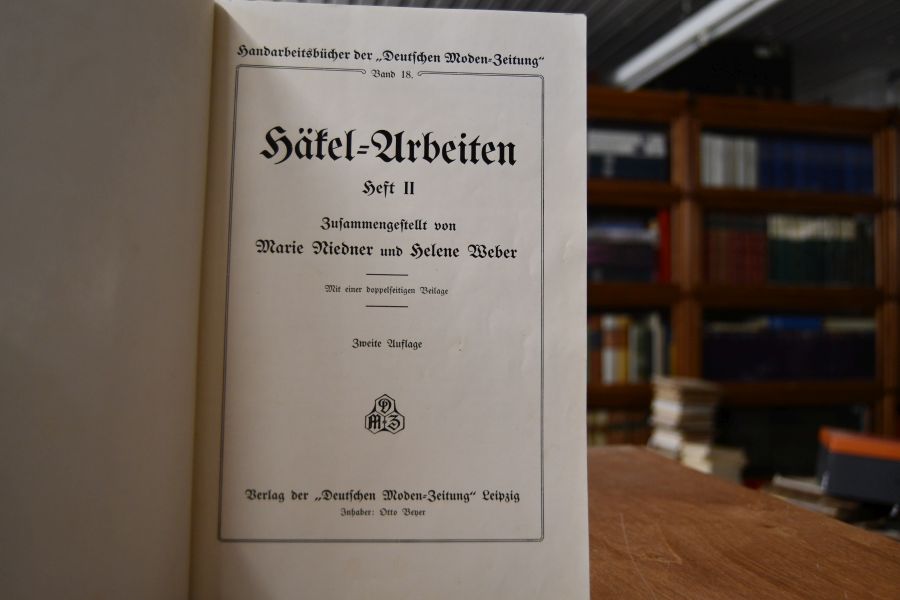 Handarbeitsbücher der „Deutschen Moden-Zeitung“
Band 18.
Häkel-Arbeiten
Heft II
Zusammengestellt von
Marie Niedner und Helene Weber
Mit einer doppelseitigen Beilage
Zweite Auflage
D
M Z
Verlag der „Deutschen Moden-Zeitung“ Leipzig
Inhaber: Otto Beyer